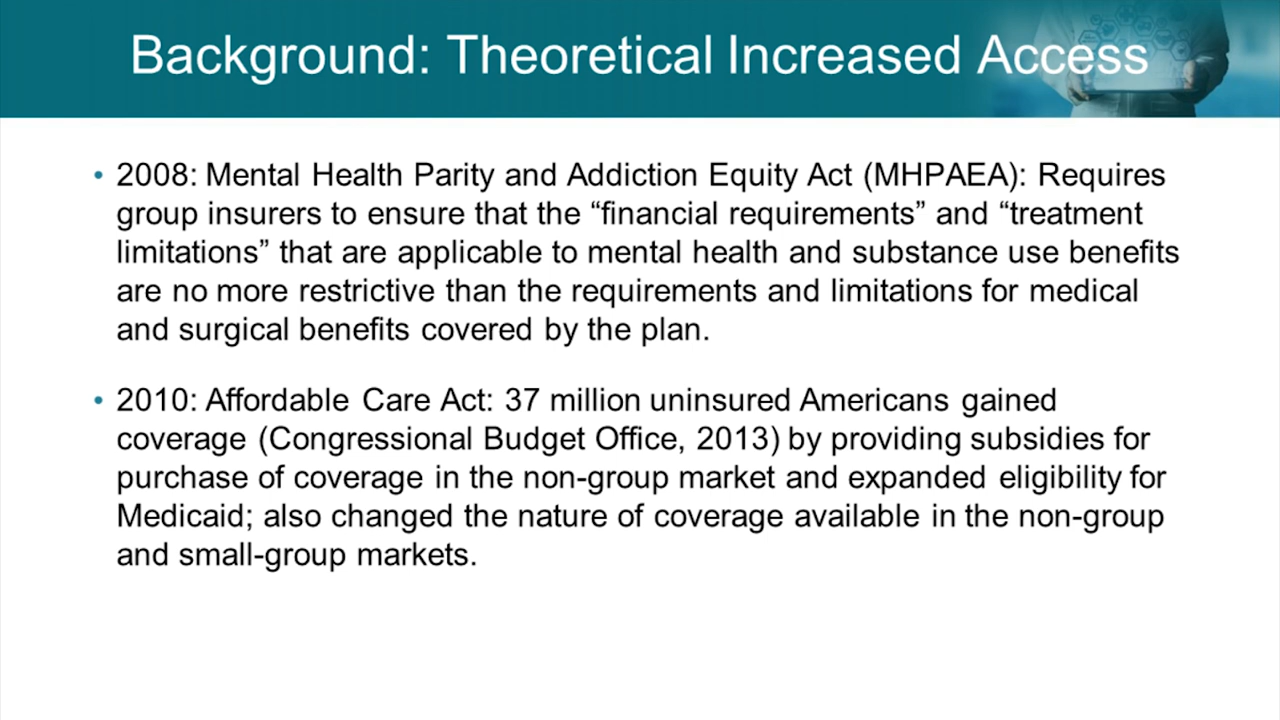 Background: Theoretical Increased Access
• 2008: Mental Health Parity and Addiction Equity Act (MHPAEA): Requires
group insurers to ensure that the “financial requirements” and “treatment
limitations” that are applicable to mental health and substance use benefits
are no more restrictive than the requirements and limitations for medical
and surgical benefits covered by the plan.
• 2010: Affordable Care Act: 37 million uninsured Americans gained
coverage (Congressional Budget Office, 2013) by providing subsidies for
purchase of coverage in the non-group market and expanded eligibility for
Medicaid; also changed the nature of coverage available in the non-group
and small-group markets.